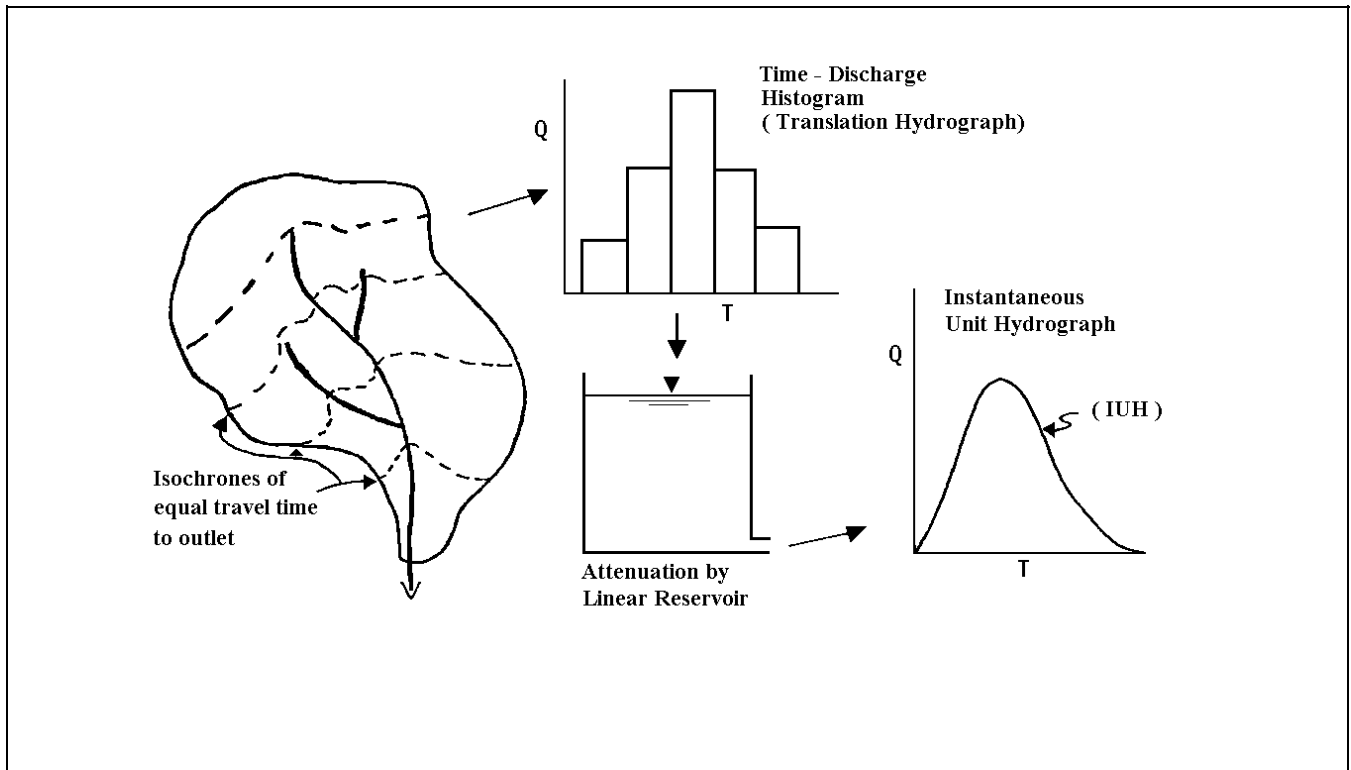 Time - Discharge
Histogram
( Translation Hydrograph)
Q
T
Isochrones of
equal travel time
to outlet
Attenuation by
Linear Reservoir
Instantaneous
Unit Hydrograph
Q
( IUH )
T